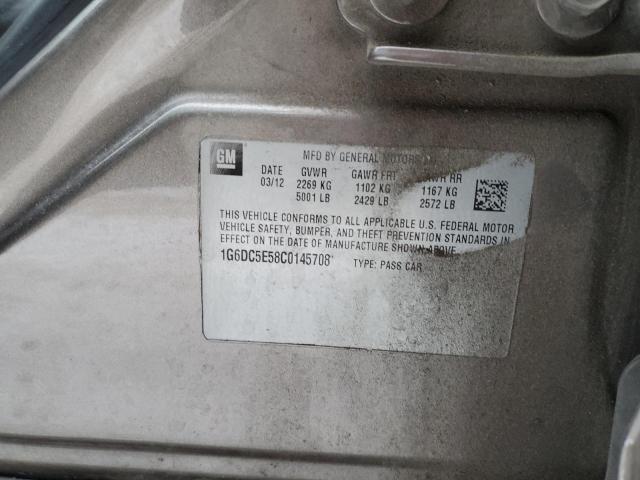 GM
MFD BY GENERAL MOTORS
DATE GVWR GAWR FRT GAWR RR
03/12 2269 KG 1102 KG 1167 KG
5001 LB 2429 LB 2572 LB
THIS VEHICLE CONFORMS TO ALL APPLICABLE U.S. FEDERAL MOTOR
VEHICLE SAFETY, BUMPER, AND THEFT PREVENTION STANDARDS IN
EFFECT ON THE DATE OF MANUFACTURE SHOWN ABOVE.
1G6DC5E58C0145708* TYPE: PASS CAR